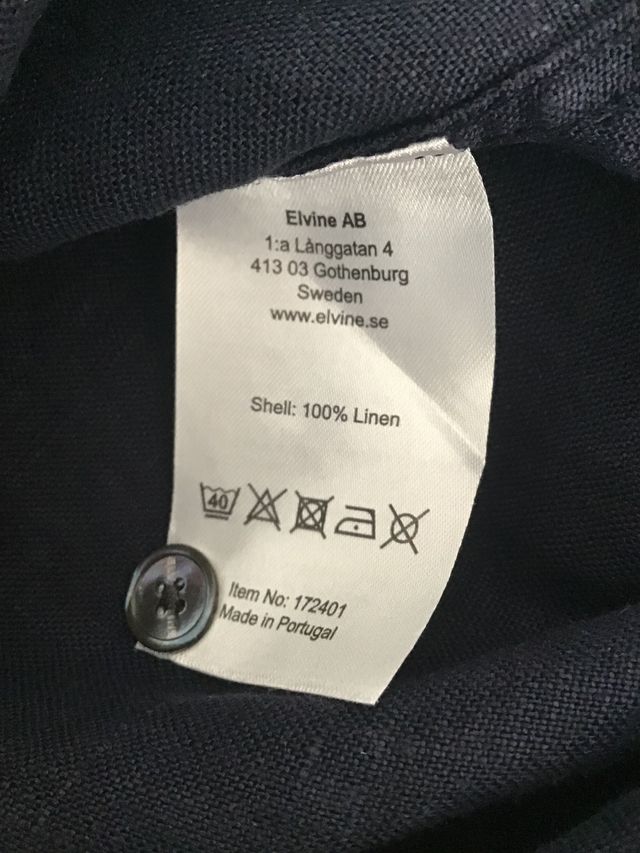 Elvine AB
1:a Långgatan 4
413 03 Gothenburg
Sweden
www.elvine.se
Shell: 100% Linen
40
Item No: 172401
Made in Portugal